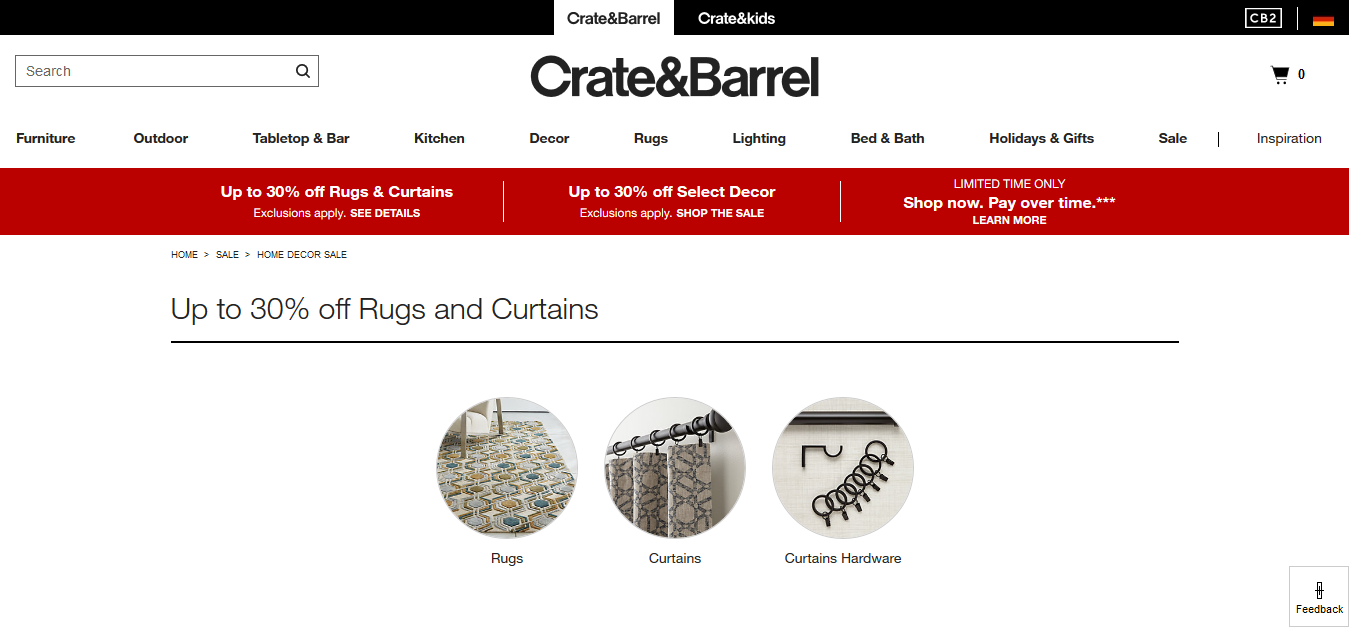 Crate&Barrel
Crate&kids
CB2
Search
Crate&Barrel
0
Furniture
Outdoor
Tabletop & Bar
Kitchen
Decor
Rugs
Lighting
Bed & Bath
Holidays & Gifts
Sale
Inspiration
Up to 30% off Rugs & Curtains
Exclusions apply. SEE DETAILS
Up to 30% off Select Decor
Exclusions apply. SHOP THE SALE
LIMITED TIME ONLY
Shop now. Pay over time.***
LEARN MORE
HOME > SALE > HOME DECOR SALE
Up to 30% off Rugs and Curtains
Rugs
Curtains
Curtains Hardware
Feedback